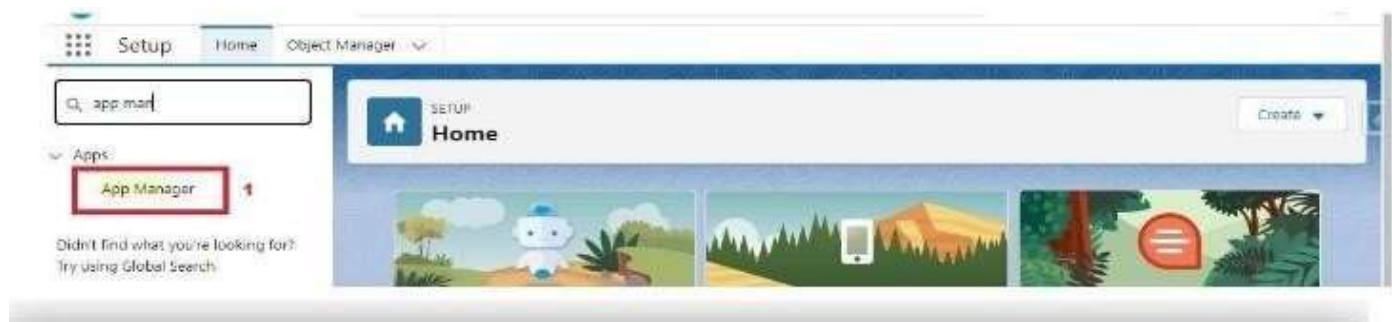 Setup Home Object Manager
app man
SETUP
Home
Create
Apps
App Manager 1
Didn't find what you're looking for?
Try using Global Search